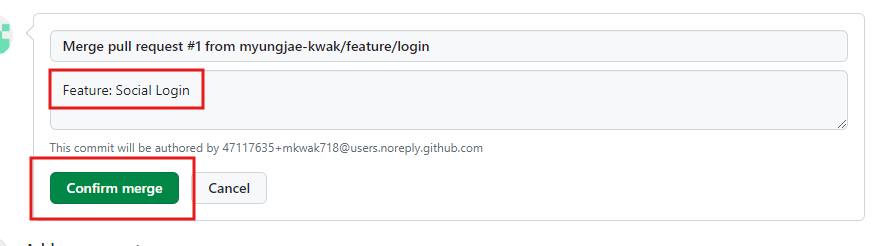 Merge pull request #1 from myungjae-kwak/feature/login
Feature: Social Login
This commit will be authored by 47117635+mkwak718@users.noreply.github.com
Confirm merge
Cancel